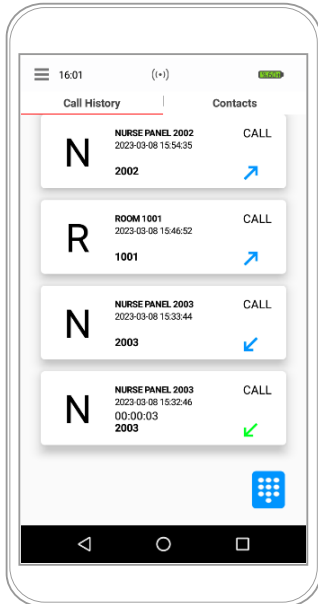 16:01
Call History
Contacts
N
NURSE PANEL 2002
2023-03-08 15:54:35
2002
CALL
R
ROOM 1001
2023-03-08 15:46:52
1001
CALL
N
NURSE PANEL 2003
2023-03-08 15:33:44
2003
CALL
N
NURSE PANEL 2003
2023-03-08 15:32:46
00:00:03
2003
CALL